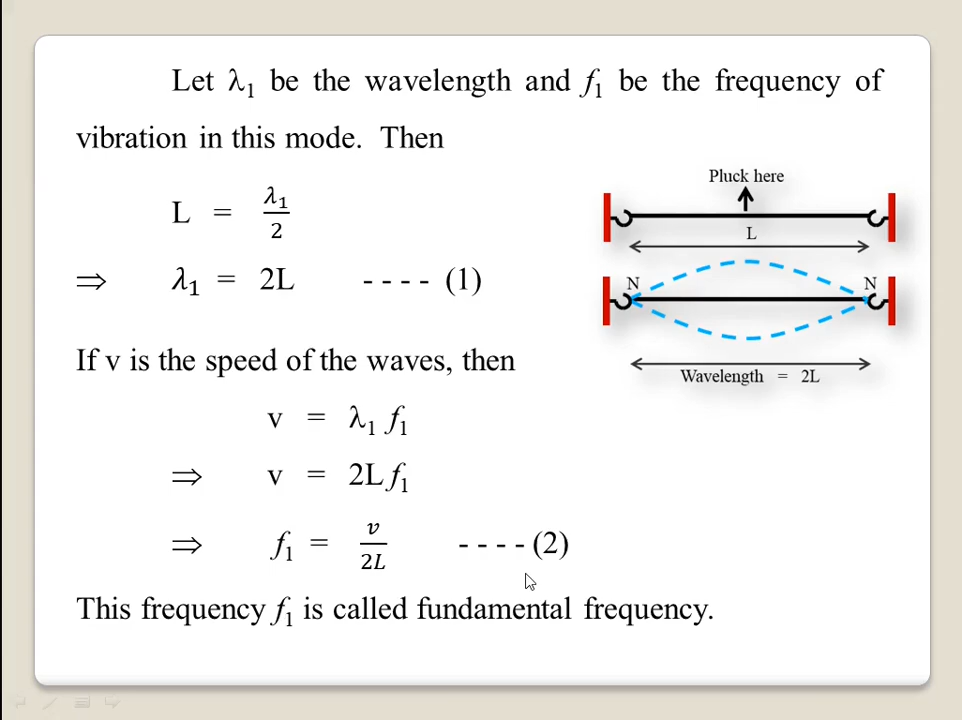 Let λ₁ be the wavelength and f₁ be the frequency of
vibration in this mode. Then
L = λ₁/2
⇒ λ₁ = 2L - - - - (1)
If v is the speed of the waves, then
v = λ₁ f₁
⇒ v = 2L f₁
⇒ f₁ = v/2L - - - - (2)
This frequency f₁ is called fundamental frequency.
Pluck here
L
N N
Wavelength = 2L